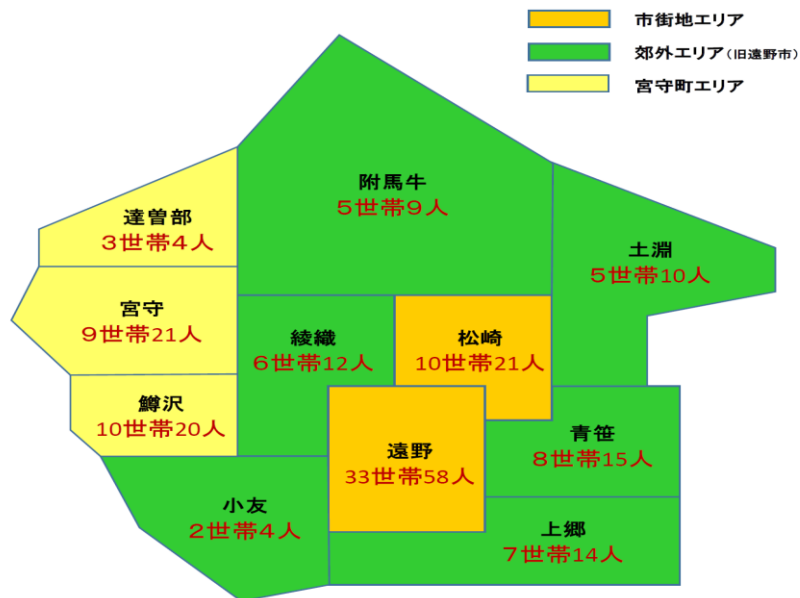 市街地エリア
郊外エリア(旧遠野市)
宮守町エリア
附馬牛
5世帯9人
達曽部
3世帯4人
土淵
5世帯10人
宮守
9世帯21人
綾織
6世帯12人
松崎
10世帯21人
鱒沢
10世帯20人
遠野
33世帯58人
青笹
8世帯15人
小友
2世帯4人
上郷
7世帯14人